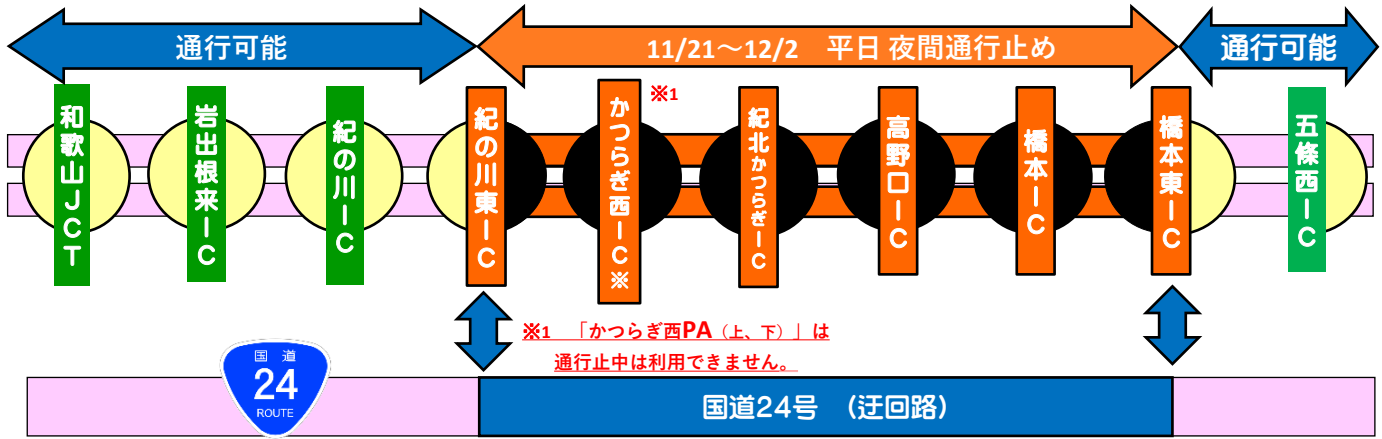 通行可能
11/21～12/2　平日 夜間通行止め
通行可能
和歌山JCT
岩出根来IC
紀の川IC
紀の川東IC
かつらぎ西IC※
※1
紀北かつらぎIC
高野口IC
橋本IC
橋本東IC
五條西IC
※1　「かつらぎ西PA（上、下）」は
通行止中は利用できません。
国道
24
ROUTE
国道24号　（迂回路）